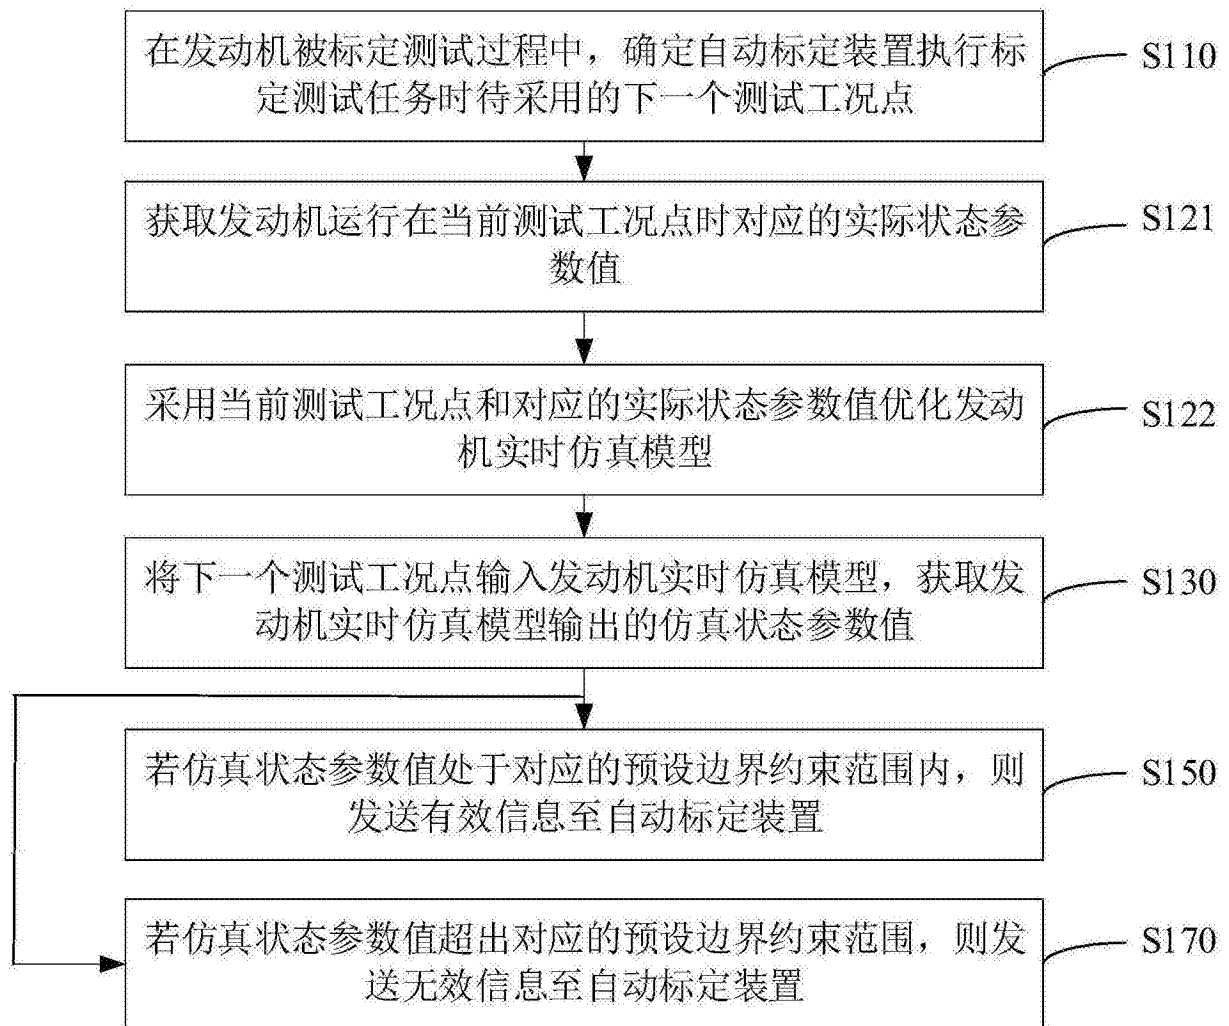 在发动机被标定测试过程中，确定自动标定装置执行标
定测试任务时待采用的下一个测试工况点
S110
获取发动机运行在当前测试工况点时对应的实际状态参
数值
S121
采用当前测试工况点和对应的实际状态参数值优化发动
机实时仿真模型
S122
将下一个测试工况点输入发动机实时仿真模型，获取发
动机实时仿真模型输出的仿真状态参数值
S130
若仿真状态参数值处于对应的预设边界约束范围内，则
发送有效信息至自动标定装置
S150
若仿真状态参数值超出对应的预设边界约束范围，则发
送无效信息至自动标定装置
S170